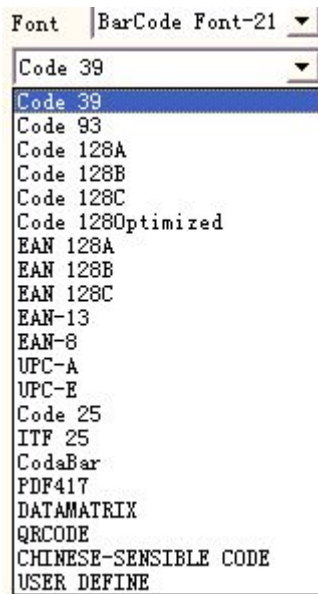 Font BarCode Font-21
Code 39
Code 39
Code 93
Code 128A
Code 128B
Code 128C
Code 128Optimized
EAN 128A
EAN 128B
EAN 128C
EAN-13
EAN-8
UPC-A
UPC-E
Code 25
ITF 25
CodaBar
PDF417
DATAMATRIX
QRCODE
CHINESE-SENSIBLE CODE
USER DEFINE